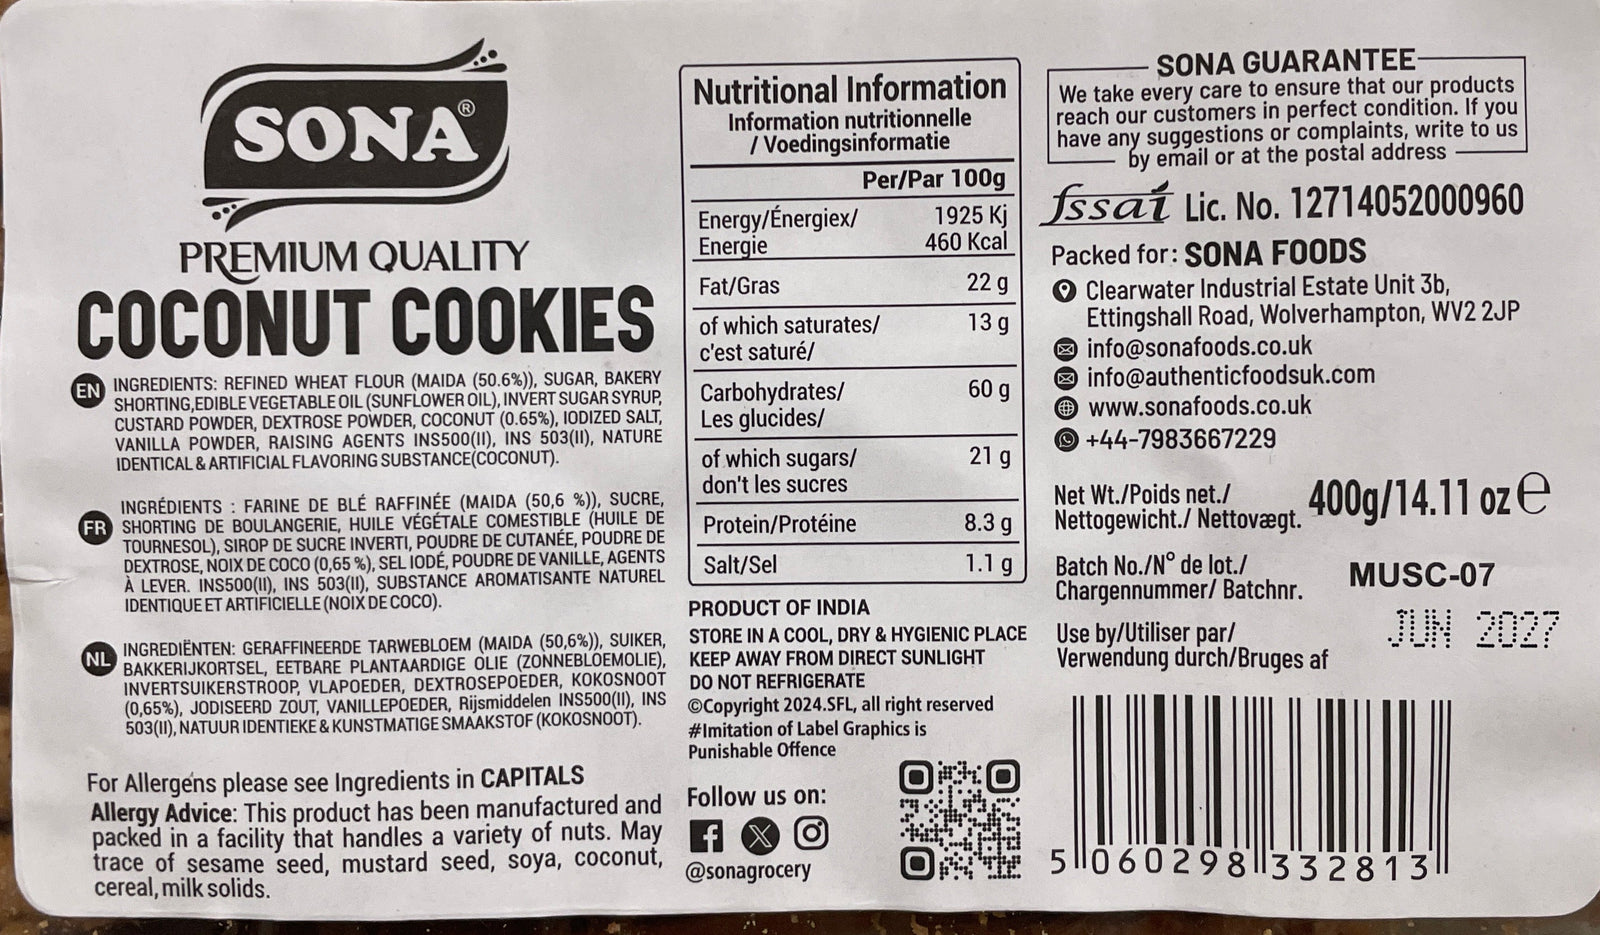 SONA®
PREMIUM QUALITY
COCONUT COOKIES
EN
INGREDIENTS: REFINED WHEAT FLOUR (MAIDA (50.6%)), SUGAR, BAKERY
SHORTING,EDIBLE VEGETABLE OIL (SUNFLOWER OIL), INVERT SUGAR SYRUP,
CUSTARD POWDER, DEXTROSE POWDER, COCONUT (0.65%), IODIZED SALT,
VANILLA POWDER, RAISING AGENTS INS500(II), INS 503(II), NATURE
IDENTICAL & ARTIFICIAL FLAVORING SUBSTANCE(COCONUT).
FR
INGRÉDIENTS : FARINE DE BLÉ RAFFINÉE (MAIDA (50,6 %)), SUCRE,
SHORTING DE BOULANGERIE, HUILE VÉGÉTALE COMESTIBLE (HUILE DE
TOURNESOL), SIROP DE SUCRE INVERTI, POUDRE DE CUTANÉE, POUDRE DE
DEXTROSE, NOIX DE COCO (0,65 %), SEL IODÉ, POUDRE DE VANILLE, AGENTS
À LEVER. INS500(II), INS 503(II), SUBSTANCE AROMATISANTE NATUREL
IDENTIQUE ET ARTIFICIELLE (NOIX DE COCO).
NL
INGREDIËNTEN: GERAFFINEERDE TARWEBLOEM (MAIDA (50,6%)), SUIKER,
BAKKERIJKORTSEL, EETBARE PLANTAARDIGE OLIE (ZONNEBLOEMOLIE),
INVERTSUIKERSTROOP, VLAPOEDER, DEXTROSEPOEDER, KOKOSNOOT
(0,65%), JODISEERD ZOUT, VANILLEPOEDER, Rijsmiddelen INS500(II), INS
503(II), NATUUR IDENTIEKE & KUNSTMATIGE SMAAKSTOF (KOKOSNOOT).
For Allergens please see Ingredients in CAPITALS
Allergy Advice: This product has been manufactured and
packed in a facility that handles a variety of nuts. May
trace of sesame seed, mustard seed, soya, coconut,
cereal, milk solids.
Nutritional Information
Information nutritionnelle
/ Voedingsinformatie
Per/Par 100g
Energy/Énergiex/ 1925 Kj
Energie 460 Kcal
Fat/Gras 22 g
of which saturates/ 13 g
c'est saturé/
Carbohydrates/ 60 g
Les glucides/
of which sugars/ 21 g
don't les sucres
Protein/Protéine 8.3 g
Salt/Sel 1.1 g
PRODUCT OF INDIA
STORE IN A COOL, DRY & HYGIENIC PLACE
KEEP AWAY FROM DIRECT SUNLIGHT
DO NOT REFRIGERATE
©Copyright 2024.SFL, all right reserved
#Imitation of Label Graphics is
Punishable Offence
Follow us on:
@sonagrocery
SONA GUARANTEE
We take every care to ensure that our products
reach our customers in perfect condition. If you
have any suggestions or complaints, write to us
by email or at the postal address
fssai Lic. No. 12714052000960
Packed for: SONA FOODS
Clearwater Industrial Estate Unit 3b,
Ettingshall Road, Wolverhampton, WV2 2JP
info@sonafoods.co.uk
info@authenticfoodsuk.com
www.sonafoods.co.uk
+44-7983667229
Net Wt./Poids net./
Nettogewicht./ Nettovægt. 400g/14.11 oz e
Batch No./N° de lot./
Chargennummer/ Batchnr. MUSC-07
Use by/Utiliser par/ JUN 2027
Verwendung durch/Bruges af
5 060298 332813